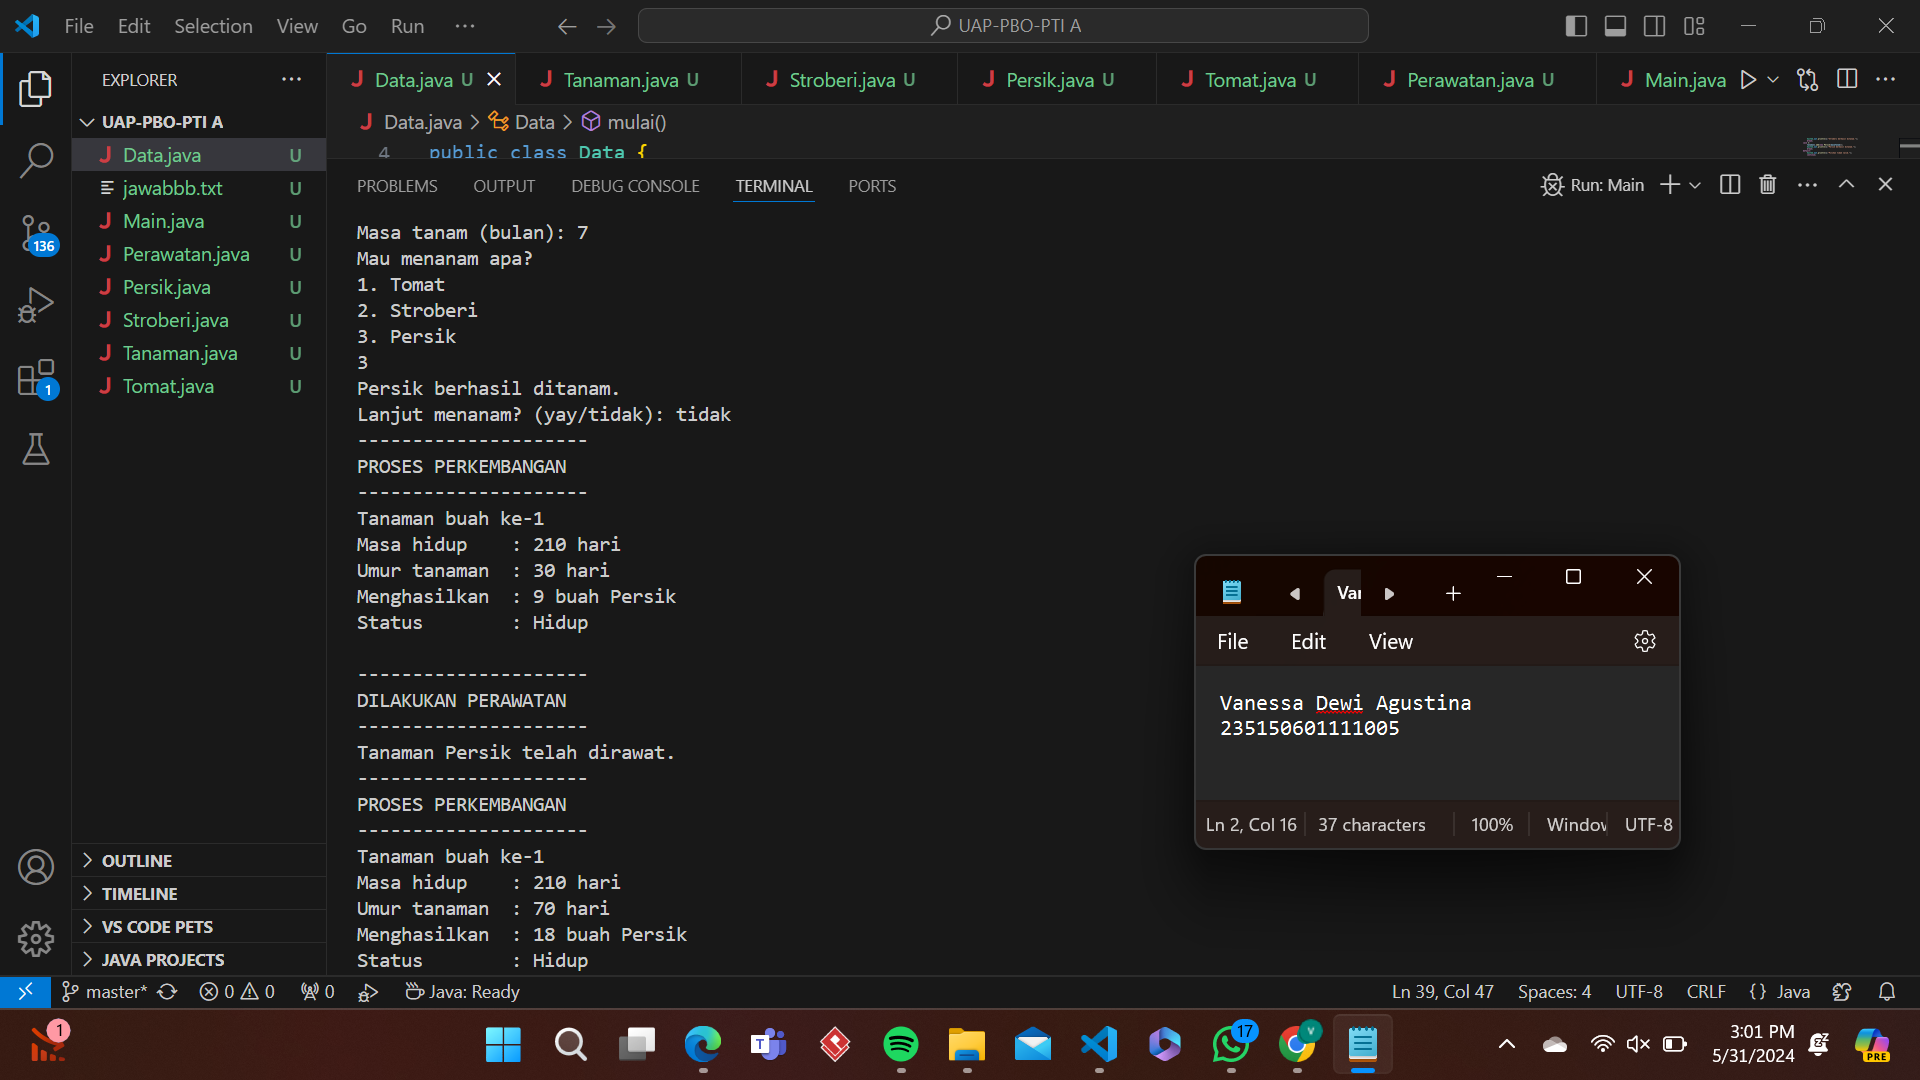 File Edit Selection View Go Run ···
UAP-PBO-PTI A
EXPLORER
UAP-PBO-PTI A
Data.java U
jawabbb.txt U
Main.java U
Perawatan.java U
Persik.java U
Stroberi.java U
Tanaman.java U
Tomat.java U
136
1
OUTLINE
TIMELINE
VS CODE PETS
JAVA PROJECTS
Data.java U Tanaman.java U Stroberi.java U Persik.java U Tomat.java U Perawatan.java U Main.java
Data.java > Data > mulai()
4 public class Data {
PROBLEMS OUTPUT DEBUG CONSOLE TERMINAL PORTS
Run: Main
Masa tanam (bulan): 7
Mau menanam apa?
1. Tomat
2. Stroberi
3. Persik
3
Persik berhasil ditanam.
Lanjut menanam? (yay/tidak): tidak
---------------------
PROSES PERKEMBANGAN
---------------------
Tanaman buah ke-1
Masa hidup    : 210 hari
Umur tanaman  : 30 hari
Menghasilkan  : 9 buah Persik
Status        : Hidup
---------------------
DILAKUKAN PERAWATAN
---------------------
Tanaman Persik telah dirawat.
---------------------
PROSES PERKEMBANGAN
---------------------
Tanaman buah ke-1
Masa hidup    : 210 hari
Umur tanaman  : 70 hari
Menghasilkan  : 18 buah Persik
Status        : Hidup
File Edit View
Vanessa Dewi Agustina
235150601111005
Ln 2, Col 16 37 characters 100% UTF-8
master* 0 0 0 Java: Ready
Ln 39, Col 47 Spaces: 4 UTF-8 CRLF {} Java
1
17
3:01 PM
5/31/2024
PRE